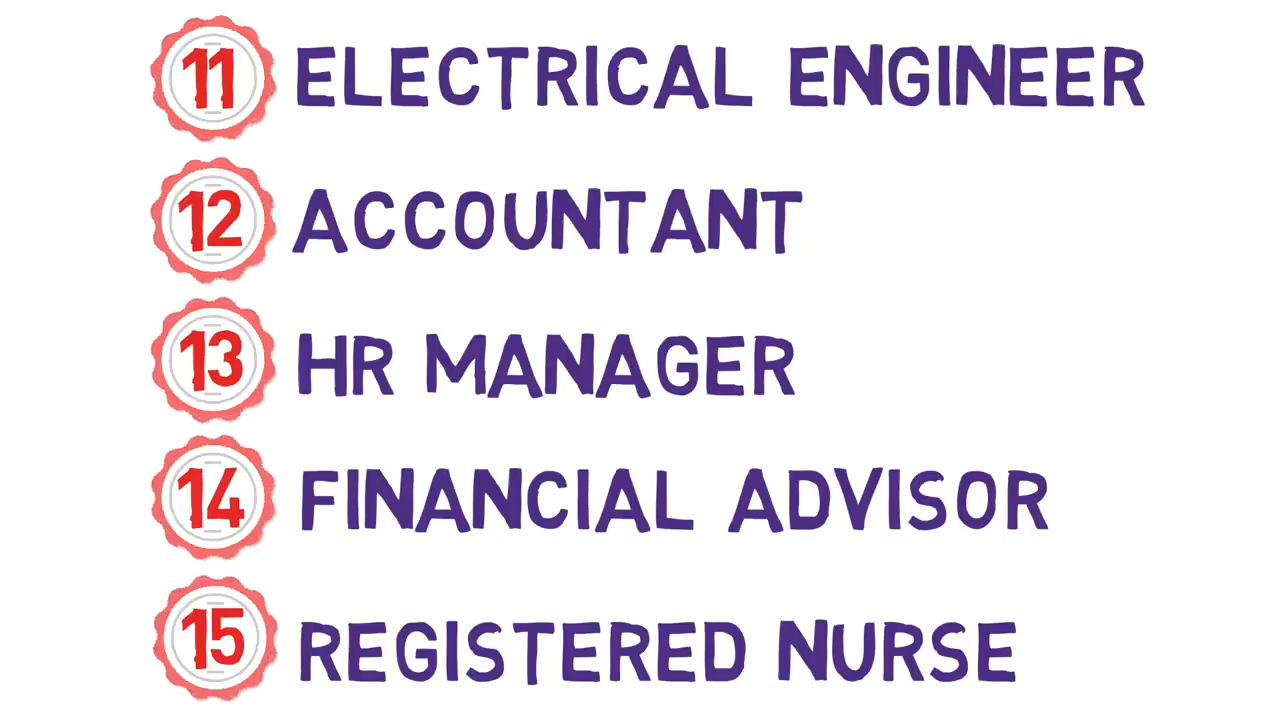 11 ELECTRICAL ENGINEER
12 ACCOUNTANT
13 HR MANAGER
14 FINANCIAL ADVISOR
15 REGISTERED NURSE